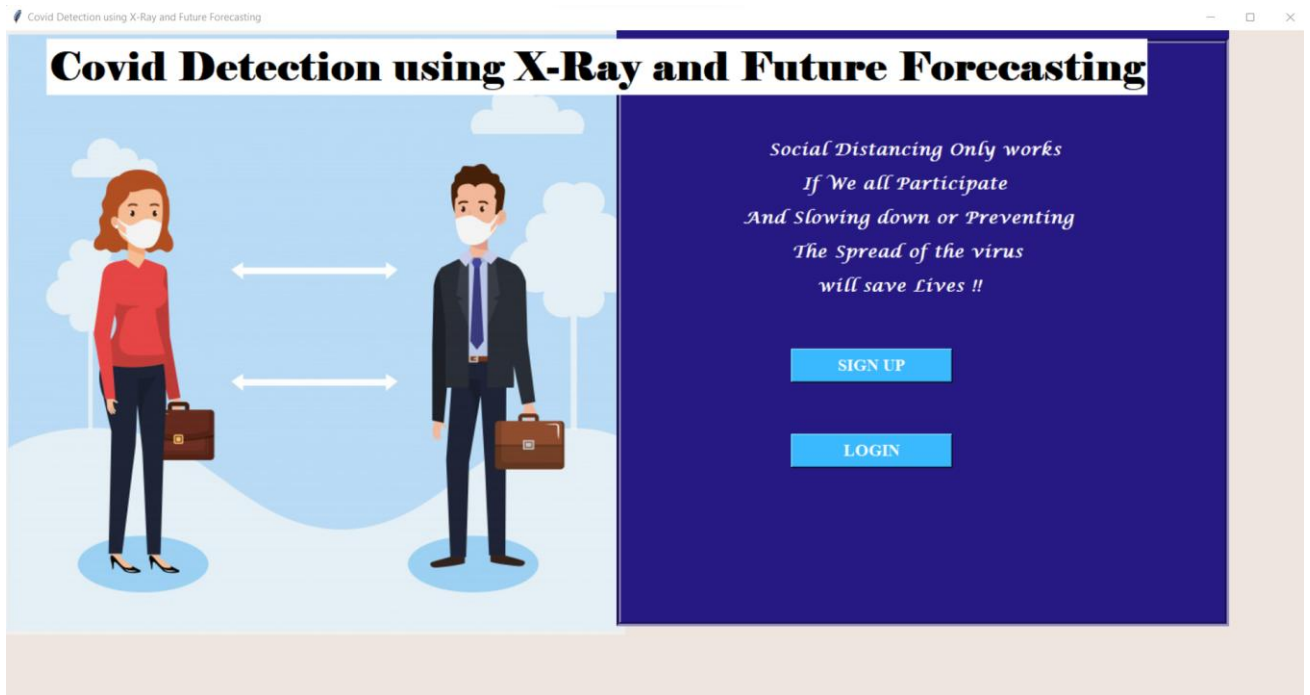 Covid Detection using X-Ray and Future Forecasting
Covid Detection using X-Ray and Future Forecasting
Social Distancing Only works
If We all Participate
And Slowing down or Preventing
The Spread of the virus
will save Lives !!
SIGN UP
LOGIN